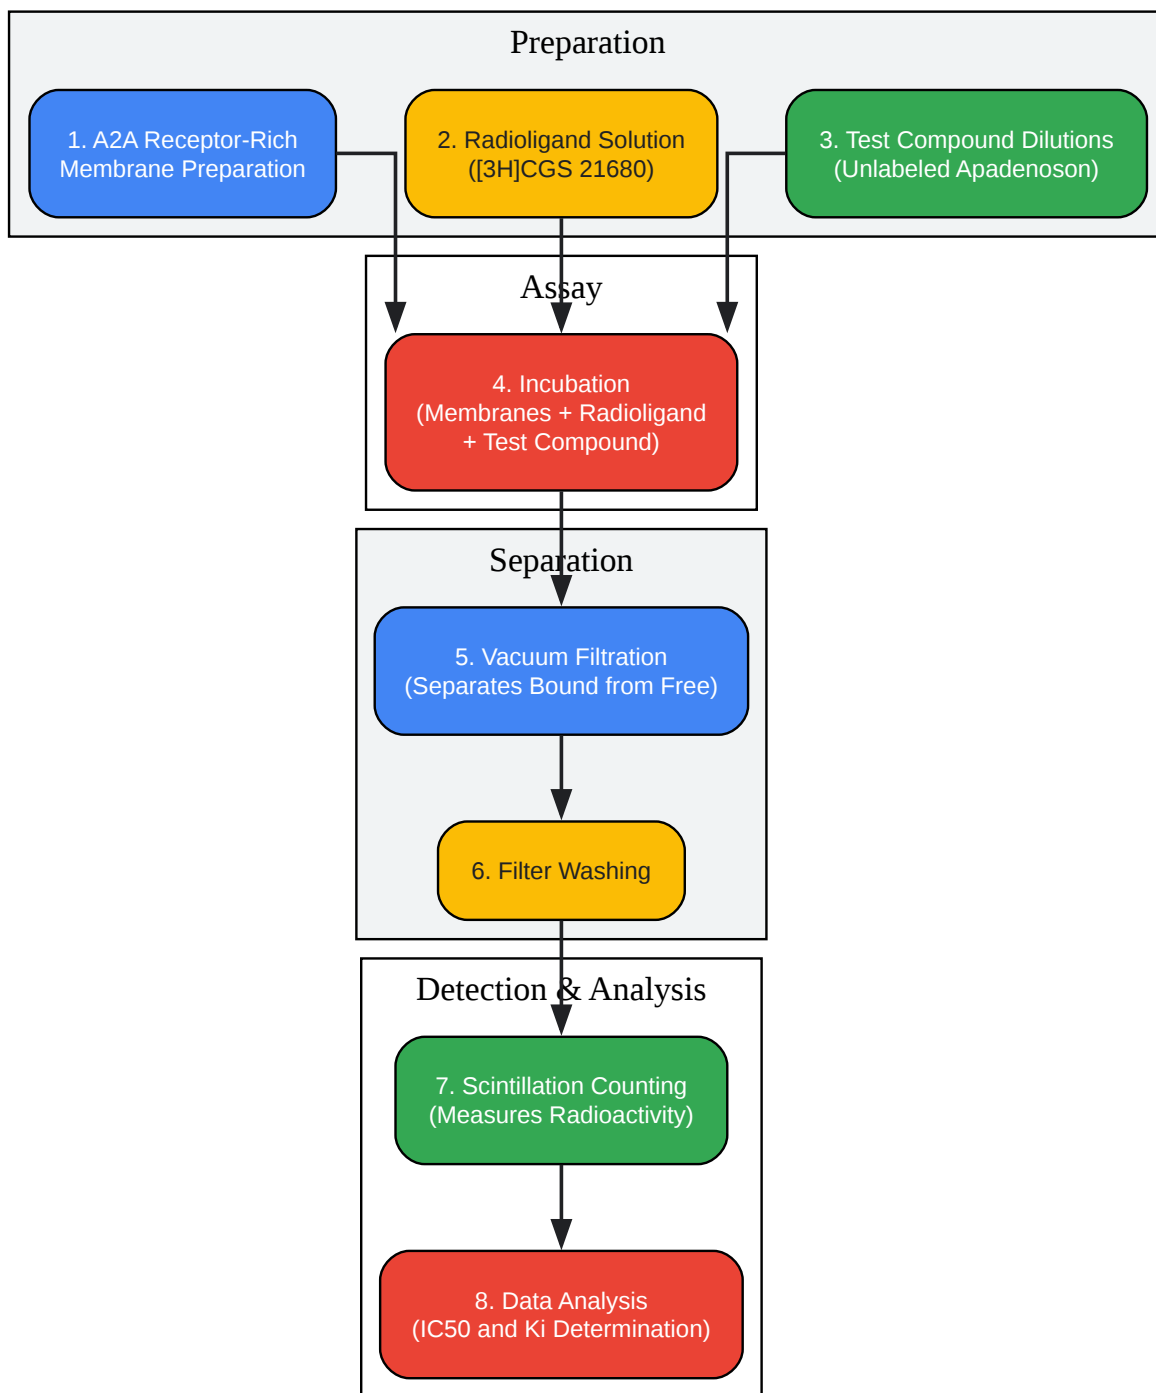 Preparation
1. A2A Receptor-Rich
Membrane Preparation
2. Radioligand Solution
([3H]CGS 21680)
3. Test Compound Dilutions
(Unlabeled Apadenoson)
Assay
4. Incubation
(Membranes + Radioligand
+ Test Compound)
Separation
5. Vacuum Filtration
(Separates Bound from Free)
6. Filter Washing
Detection & Analysis
7. Scintillation Counting
(Measures Radioactivity)
8. Data Analysis
(IC50 and Ki Determination)